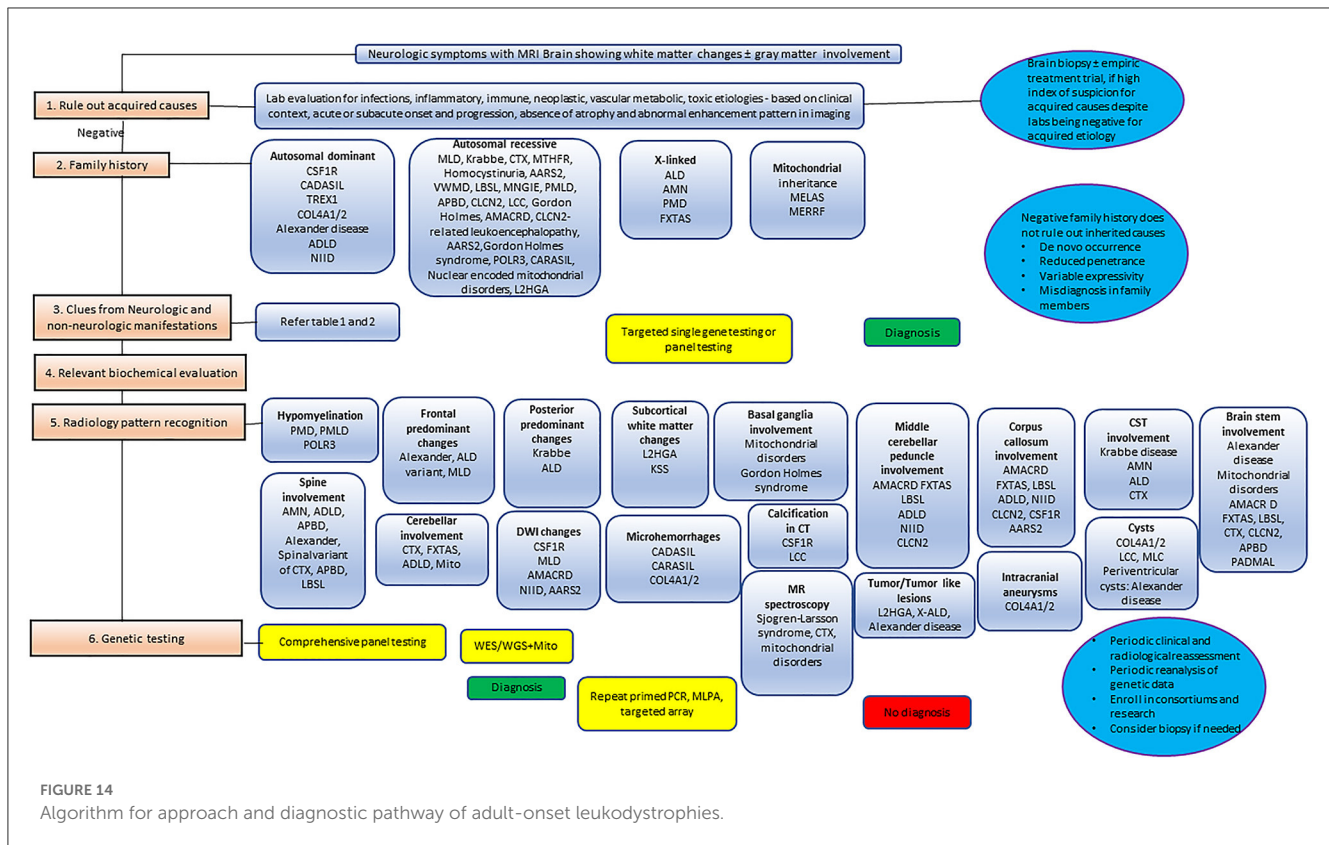 Neurologic symptoms with MRI Brain showing white matter changes ± gray matter involvement
1. Rule out acquired causes
Lab evaluation for infections, inflammatory, immune, neoplastic, vascular metabolic, toxic etiologies - based on clinical
context, acute or subacute onset and progression, absence of atrophy and abnormal enhancement pattern in imaging
Brain biopsy ± empiric
treatment trial, if high
index of suspicion for
acquired causes despite
labs being negative for
acquired etiology
Negative
2. Family history
Autosomal dominant
CSF1R
CADASIL
TREX1
COL4A1/2
Alexander disease
ADLD
NIID
Autosomal recessive
MLD, Krabbe, CTX, MTHFR,
Homocystinuria, AARS2,
VWMD, LBSL, MNGIE, PMLD,
APBD, CLCN2, LCC, Gordon
Holmes, AMACRD, CLCN2-
related leukoencephalopathy,
AARS2, Gordon Holmes
syndrome, POLR3, CARASIL,
Nuclear encoded mitochondrial
disorders, L2HGA
X-linked
ALD
AMN
PMD
FXTAS
Mitochondrial
inheritance
MELAS
MERRF
Negative family history does
not rule out inherited causes
• De novo occurrence
• Reduced penetrance
• Variable expressivity
• Misdiagnosis in family
members
3. Clues from Neurologic and
non-neurologic manifestations
Refer table 1 and 2
Targeted single gene testing or
panel testing
Diagnosis
4. Relevant biochemical evaluation
5. Radiology pattern recognition
Hypomyelination
PMD, PMLD
POLR3
Frontal
predominant
changes
Alexander, ALD
variant, MLD
Posterior
predominant
changes
Krabbe
ALD
Subcortical
white matter
changes
L2HGA
KSS
Basal ganglia
involvement
Mitochondrial
disorders
Gordon Holmes
syndrome
Middle
cerebellar
peduncle
involvement
AMACRD FXTAS
LBSL
ADLD
NIID
CLCN2
Corpus
callosum
involvement
AMACRD
FXTAS, LBSL
ADLD, NIID
CLCN2, CSF1R
AARS2
CST
involvement
Krabbe disease
AMN
ALD
CTX
Brain stem
involvement
Alexander
disease
Mitochondrial
disorders
AMACR D
FXTAS, LBSL,
CTX, CLCN2,
APBD
PADMAL
Spine
involvement
AMN, ADLD,
APBD,
Alexander,
Spinalvariant
of CTX, APBD,
LBSL
Cerebellar
involvement
CTX, FXTAS,
ADLD, Mito
DWI changes
CSF1R
MLD
AMACRD
NIID, AARS2
Microhemorrhages
CADASIL
CARASIL
COL4A1/2
Calcification
in CT
CSF1R
LCC
MR
spectroscopy
Sjogren-Larsson
syndrome, CTX,
mitochondrial
disorders
Tumor/Tumor like
lesions
L2HGA, X-ALD,
Alexander disease
Intracranial
aneurysms
COL4A1/2
Cysts
COL4A1/2
LCC, MLC
Periventricular
cysts: Alexander
disease
6. Genetic testing
Comprehensive panel testing
WES/WGS+Mito
Diagnosis
Repeat primed PCR, MLPA,
targeted array
No diagnosis
• Periodic clinical and
radiological reassessment
• Periodic reanalysis of
genetic data
• Enroll in consortiums and
research
• Consider biopsy if needed
FIGURE 14
Algorithm for approach and diagnostic pathway of adult-onset leukodystrophies.